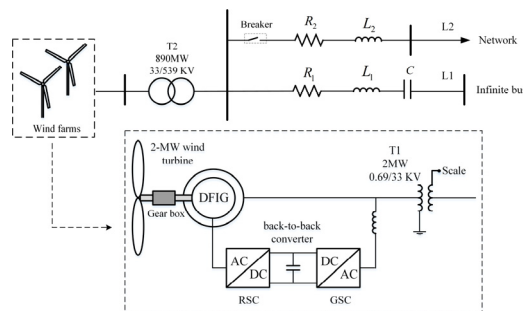 Breaker
R2
L2
L2
Network
T2
890MW
33/539 KV
R1
L1
C
L1
Infinite bu
Wind farms
2-MW wind
turbine
Gear box
DFIG
T1
2MW
0.69/33 KV
Scale
back-to-back
converter
AC
DC
DC
AC
RSC
GSC